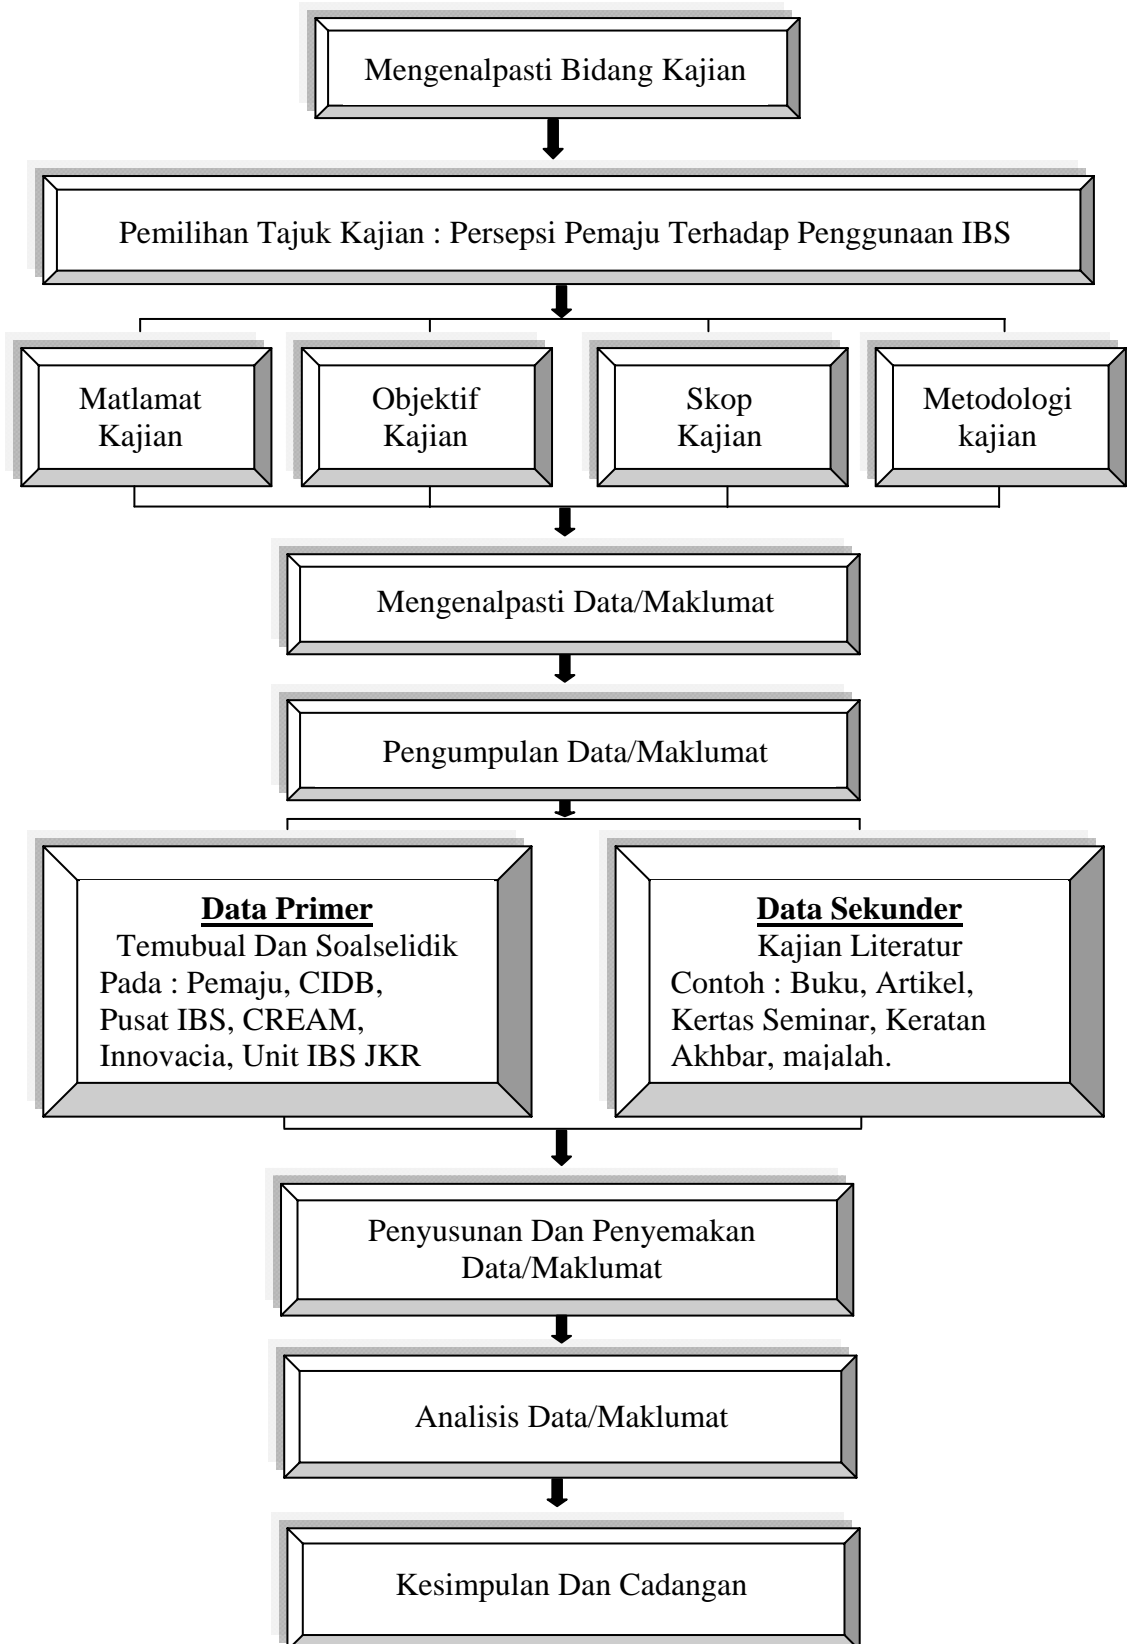 Mengenalpasti Bidang Kajian
Pemilihan Tajuk Kajian : Persepsi Pemaju Terhadap Penggunaan IBS
Matlamat
Kajian
Objektif
Kajian
Skop
Kajian
Metodologi
kajian
Mengenalpasti Data/Maklumat
Pengumpulan Data/Maklumat
Data Primer
Temubual Dan Soalselidik
Pada : Pemaju, CIDB,
Pusat IBS, CREAM,
Innovacia, Unit IBS JKR
Data Sekunder
Kajian Literatur
Contoh : Buku, Artikel,
Kertas Seminar, Keratan
Akhbar, majalah.
Penyusunan Dan Penyemakan
Data/Maklumat
Analisis Data/Maklumat
Kesimpulan Dan Cadangan